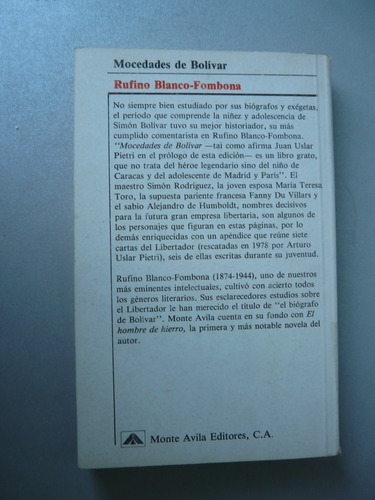 Mocedades de Bolívar
Rufino Blanco-Fombona
No siempre bien estudiado por sus biógrafos y exégetas,
el período que comprende la niñez y adolescencia de
Simón Bolívar tuvo su mejor historiador, su más
cumplido comentarista en Rufino Blanco-Fombona.
"Mocedades de Bolívar —tal como afirma Juan Uslar
Pietri en el prólogo de esta edición— es un libro grato,
que no trata del héroe legendario sino del niño de
Caracas y del adolescente de Madrid y París". El
maestro Simón Rodríguez, la joven esposa María Teresa
Toro, la supuesta pariente francesa Fanny Du Villars y
el sabio Alejandro de Humboldt, nombres decisivos
para la futura gran empresa libertaria, son algunos de
los personajes que figuran en estas páginas, por lo
demás enriquecidas con un apéndice que reúne siete
cartas del Libertador (rescatadas en 1978 por Arturo
Uslar Pietri), seis de ellas escritas durante su juventud.
Rufino Blanco-Fombona (1874-1944), uno de nuestros
más eminentes intelectuales, cultivó con acierto todos
los géneros literarios. Sus esclarecedores estudios sobre
el Libertador le han merecido el título de "el biógrafo
de Bolívar". Monte Avila cuenta en su fondo con El
hombre de hierro, la primera y más notable novela del
autor.
Monte Avila Editores, C.A.